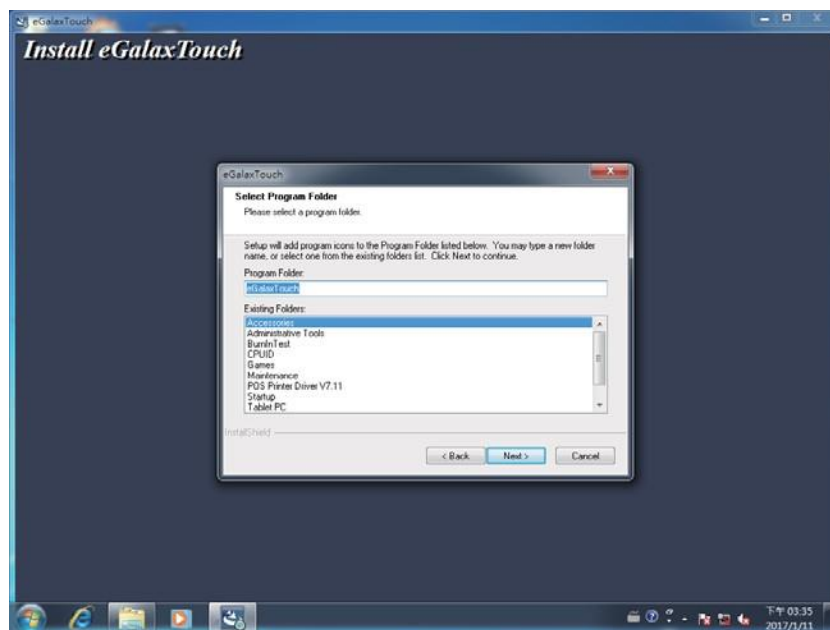 eGalaxTouch
Install eGalaxTouch
eGalaxTouch
Select Program Folder
Please select a program folder.
Setup will add program icons to the Program Folder listed below. You may type a new folder
name, or select one from the existing folders list. Click Next to continue.
Program Folder:
eGalaxTouch
Existing Folders:
Accessories
Administrative Tools
BurnInTest
CPUID
Games
Maintenance
POS Printer Driver V7.11
Startup
Tablet PC
InstallShield
< Back
Next >
Cancel
下午 03:35
2017/1/11